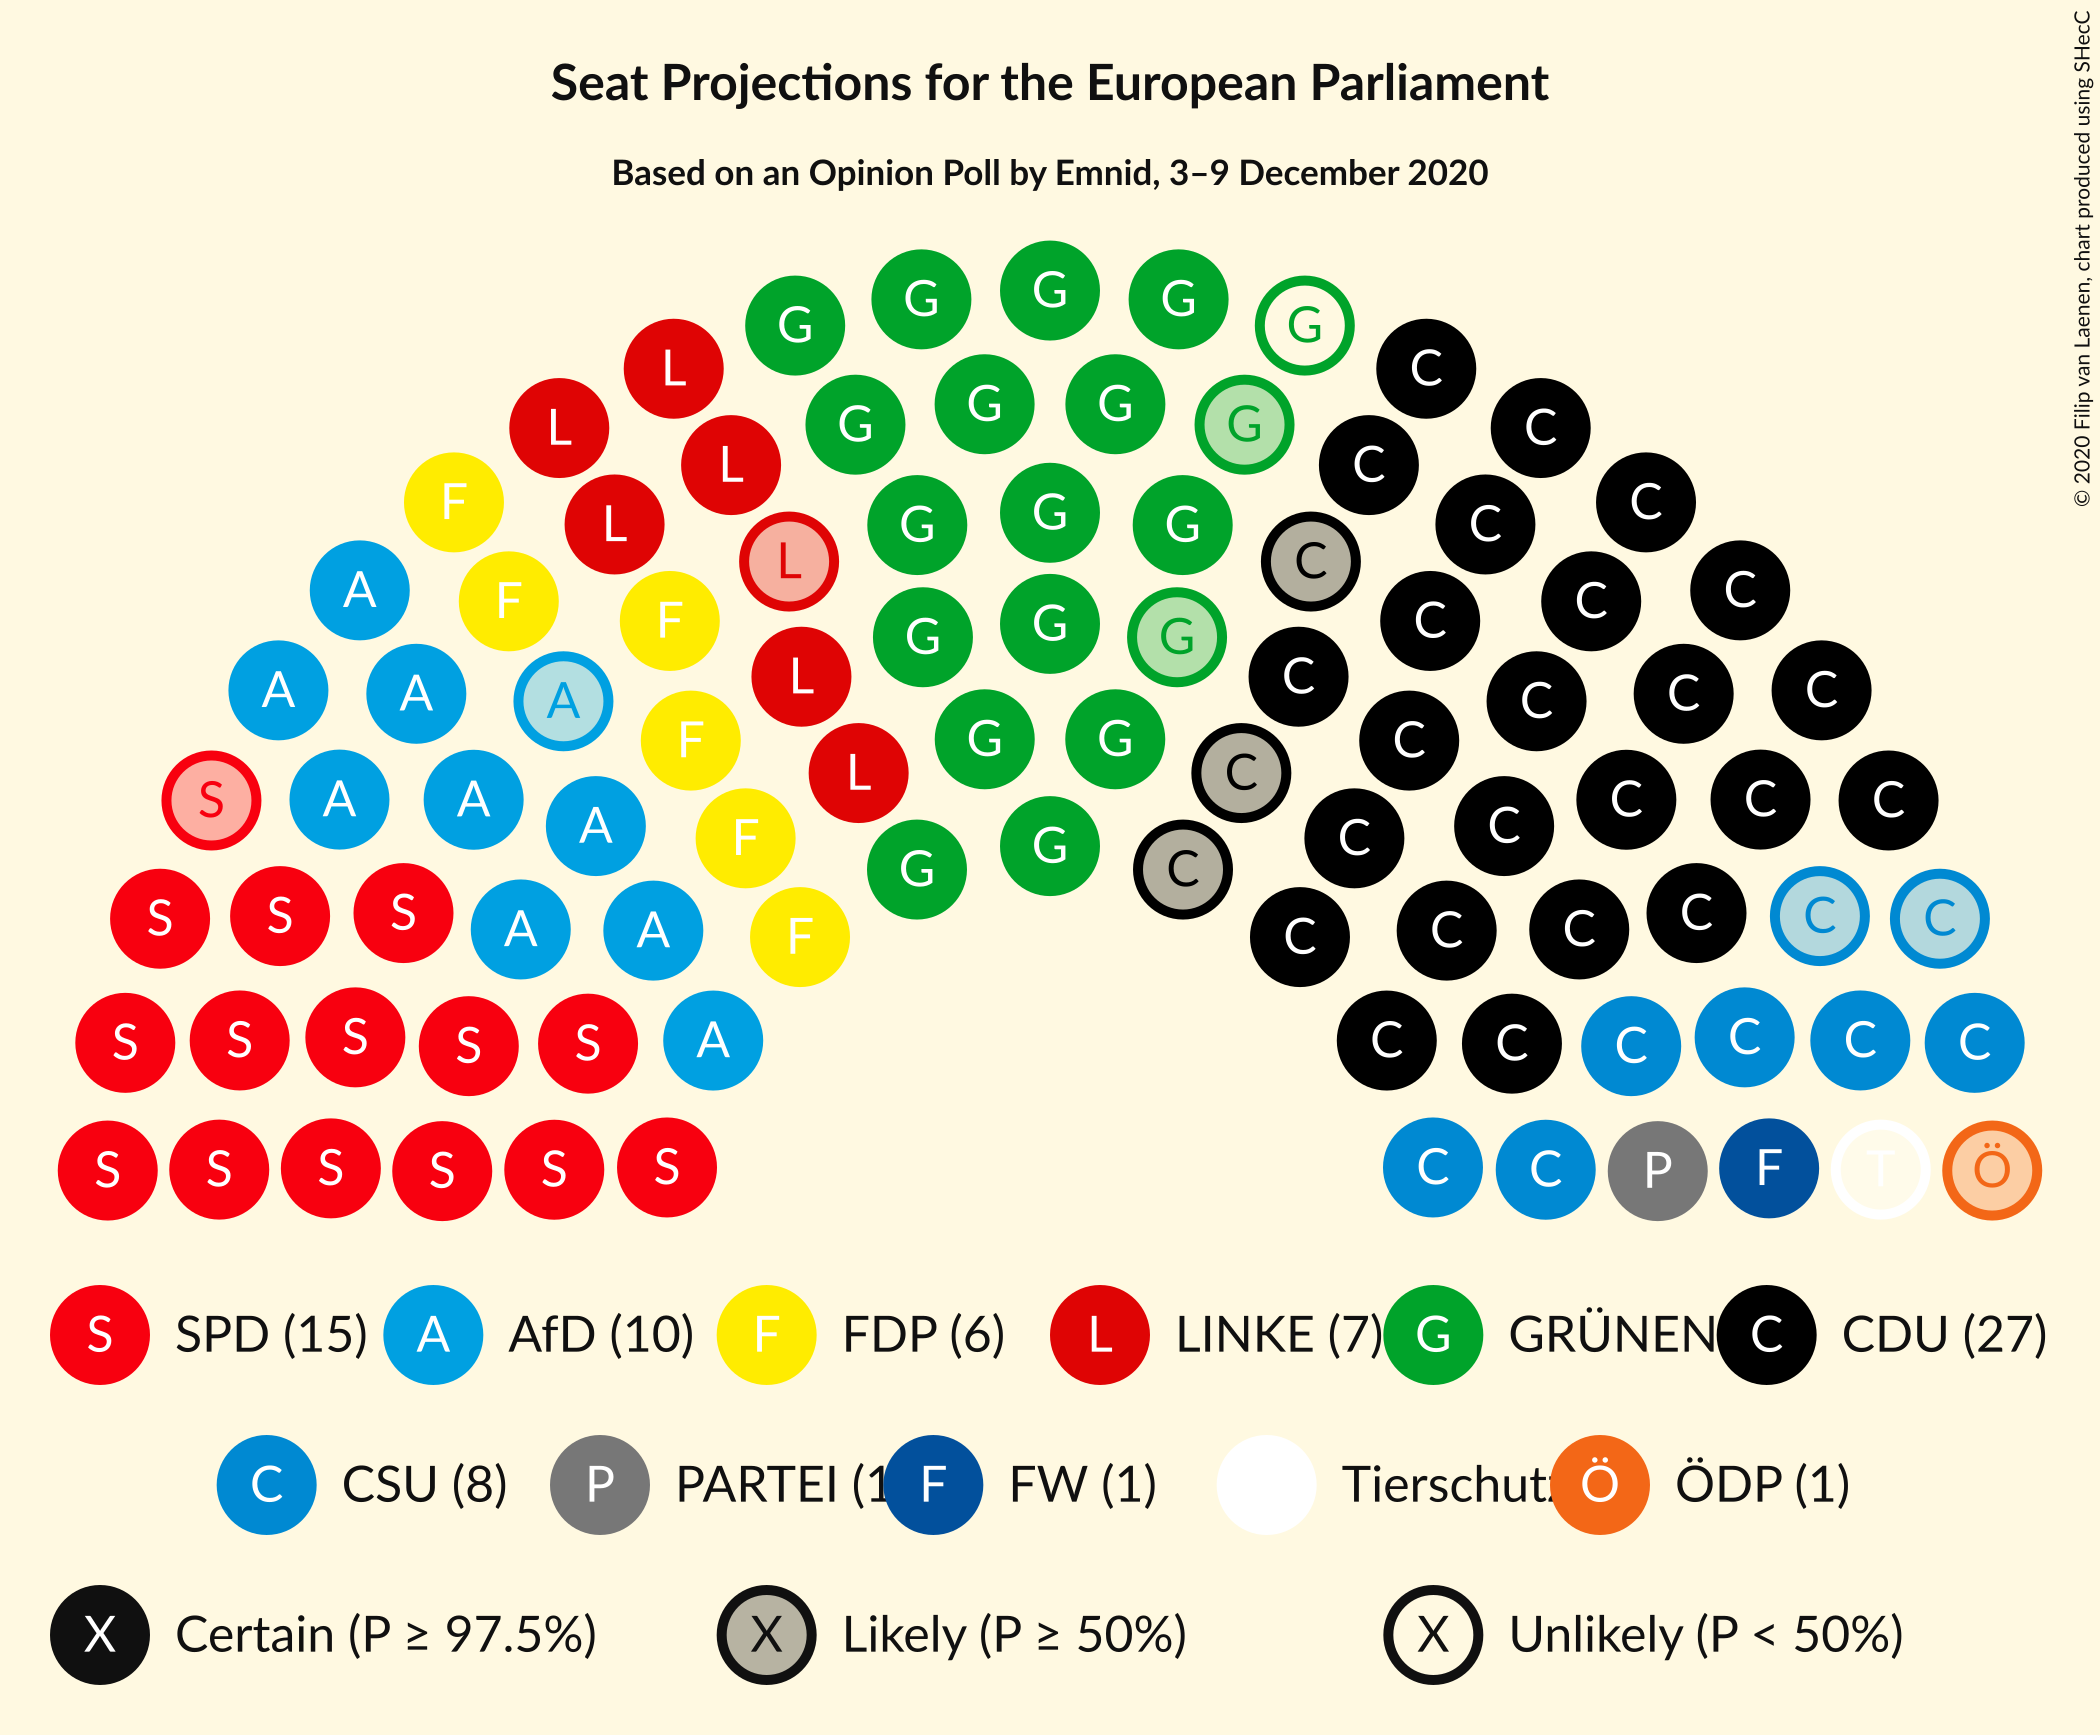 Seat Projections for the European Parliament
Based on an Opinion Poll by Emnid, 3–9 December 2020
© 2020 Filip van Laenen, chart produced using SHecC
G G G G G
L G G G G C
L L G G G C C
F L L G G G C C C
A F F L G G C C C C
A A A F L G G C C C C C
S A A A F G G C C C C C C
S S S A A F C C C C C C
S S S S S A C C C C C C
S S S S S S C C P F T Ö
S SPD (15) A AfD (10) F FDP (6) L LINKE (7) G GRÜNEN C CDU (27)
C CSU (8) P PARTEI (1 F FW (1) Tierschutz Ö ÖDP (1)
X Certain (P ≥ 97.5%) X Likely (P ≥ 50%) X Unlikely (P < 50%)